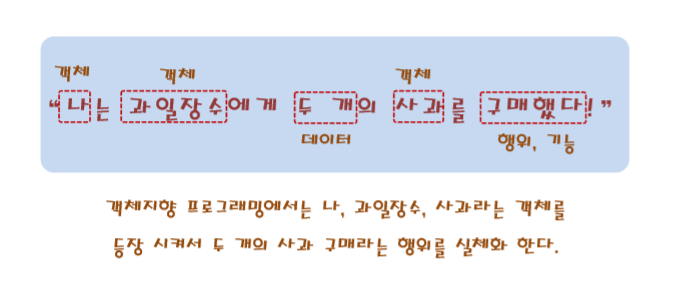 객체 객체 객체
“나는 과일장수에게 두 개의 사과를 구매했다!”
데이터 행위, 기능
객체지향 프로그래밍에서는 나, 과일장수, 사과라는 객체를
등장 시켜서 두 개의 사과 구매라는 행위를 실체화 한다.